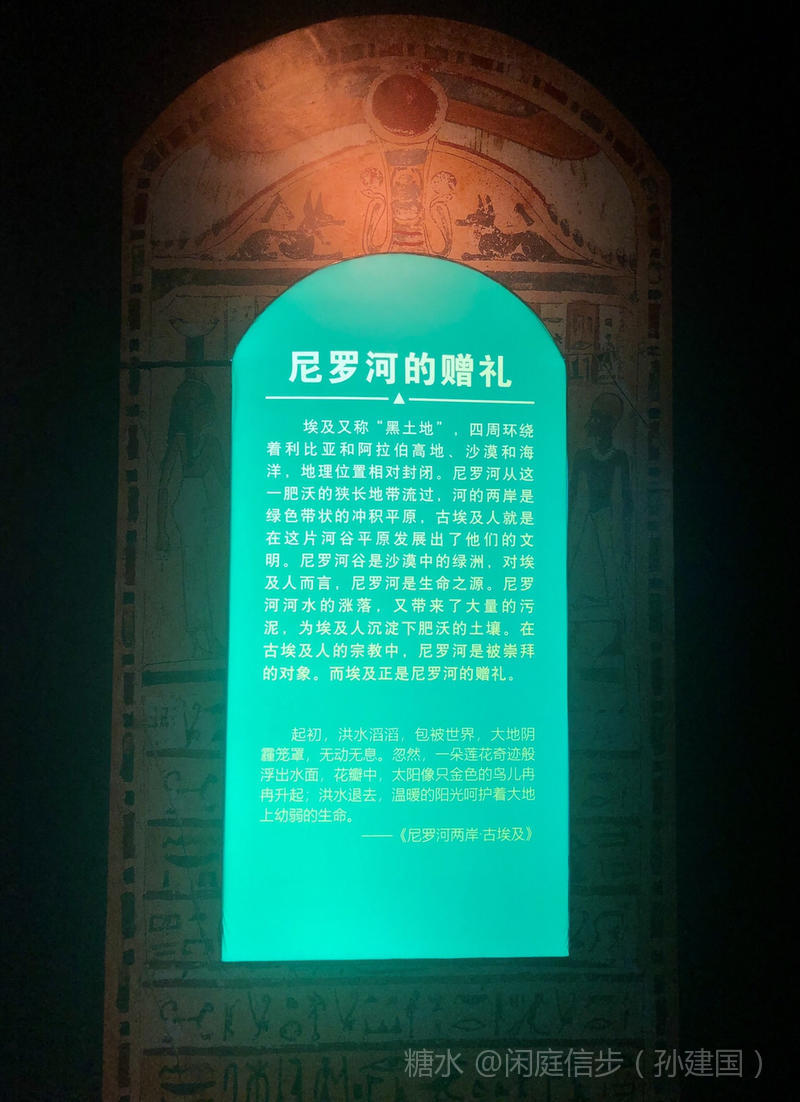 尼罗河的赠礼
埃及又称“黑土地”，四周环绕
着利比亚和阿拉伯高地、沙漠和海
洋，地理位置相对封闭。尼罗河从这
一肥沃的狭长地带流过，河的两岸是
绿色带状的冲积平原，古埃及人就是
在这片河谷平原发展出了他们的文
明。尼罗河谷是沙漠中的绿洲，对埃
及人而言，尼罗河是生命之源。尼罗
河河水的涨落，又带来了大量的污
泥，为埃及人沉淀下肥沃的土壤。在
古埃及人的宗教中，尼罗河是被崇拜
的对象。而埃及正是尼罗河的赠礼。
起初，洪水滔滔，包被世界，大地阴
霾笼罩，无动无息。忽然，一朵莲花奇迹般
浮出水面，花瓣中，太阳像只金色的鸟儿冉
冉升起；洪水退去，温暖的阳光呵护着大地
上幼弱的生命。
——《尼罗河两岸·古埃及》
糖水 @闲庭信步（孙建国）